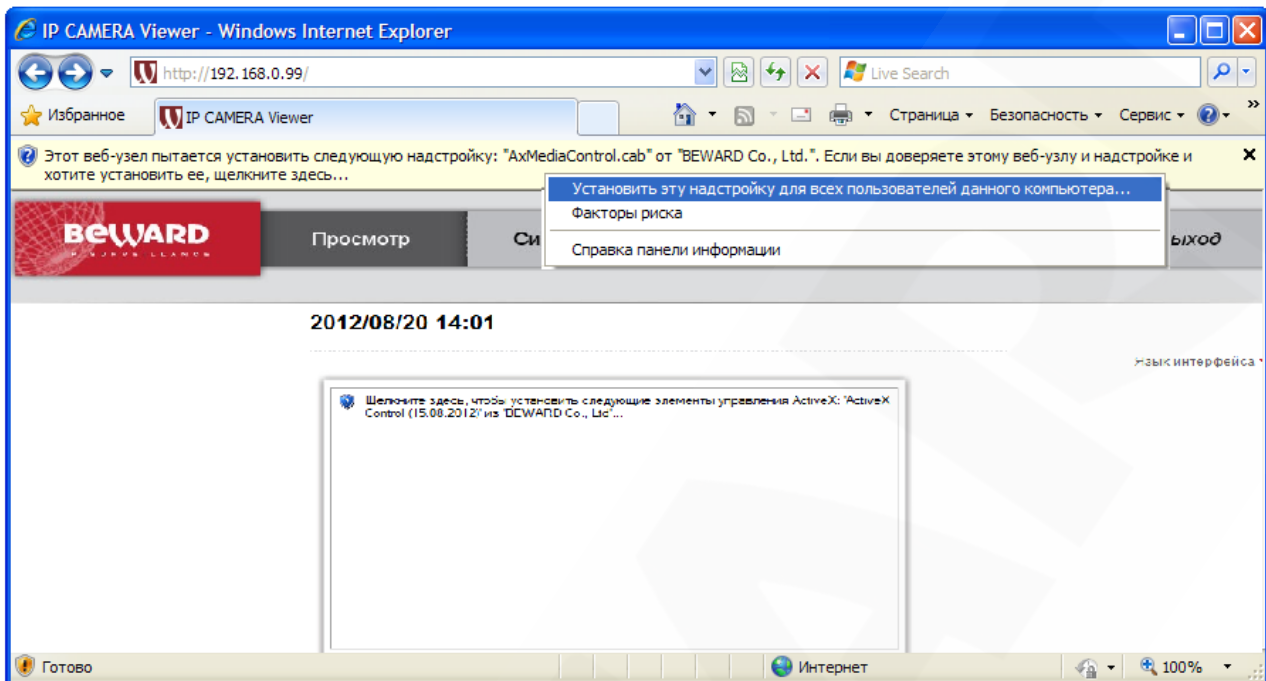 IP CAMERA Viewer - Windows Internet Explorer
http://192.168.0.99/
Live Search
Избранное
IP CAMERA Viewer
Страница
Безопасность
Сервис
»
Этот веб-узел пытается установить следующую надстройку: "AxMediaControl.cab" от "BEWARD Co., Ltd.". Если вы доверяете этому веб-узлу и надстройке и
хотите установить ее, щелкните здесь...
Установить эту надстройку для всех пользователей данного компьютера...
Факторы риска
Справка панели информации
BEWARD
Просмотр
Си
ыход
2012/08/20 14:01
Язык интерфейса
Щелкните здесь, чтобы установить следующие элементы управления ActiveX: "ActiveX
Control (15.08.2012)" из "BEWARD Co., Ltd"...
Готово
Интернет
100%